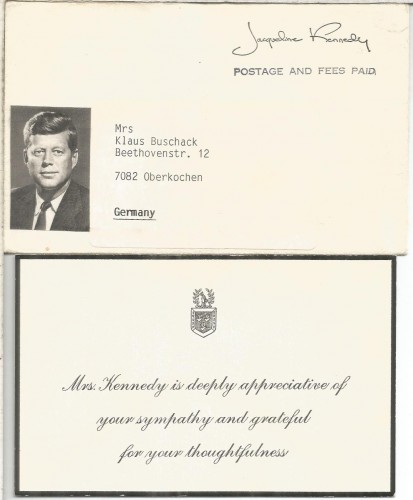 Jacqueline Kennedy
POSTAGE AND FEES PAID
Mrs
Klaus Buschack
Beethovenstr. 12
7082 Oberkochen
Germany
Mrs. Kennedy is deeply appreciative of
your sympathy and grateful
for your thoughtfulness